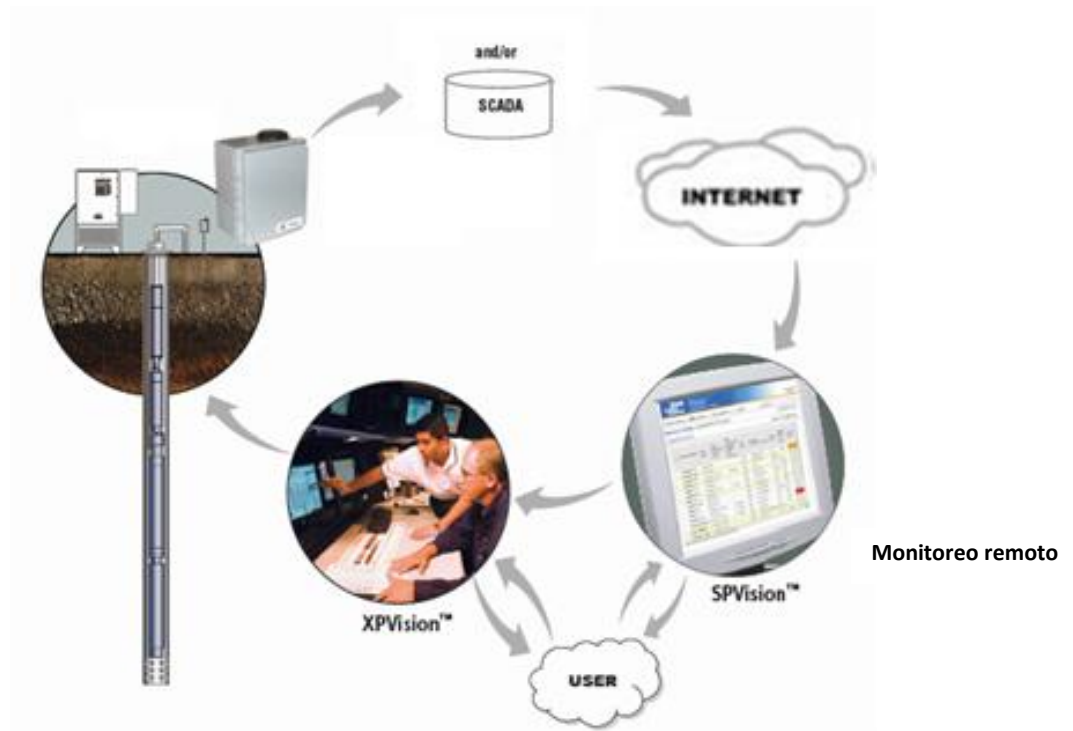 and/or
SCADA
INTERNET
Monitoreo remoto
SPVision™
XPVision™
USER